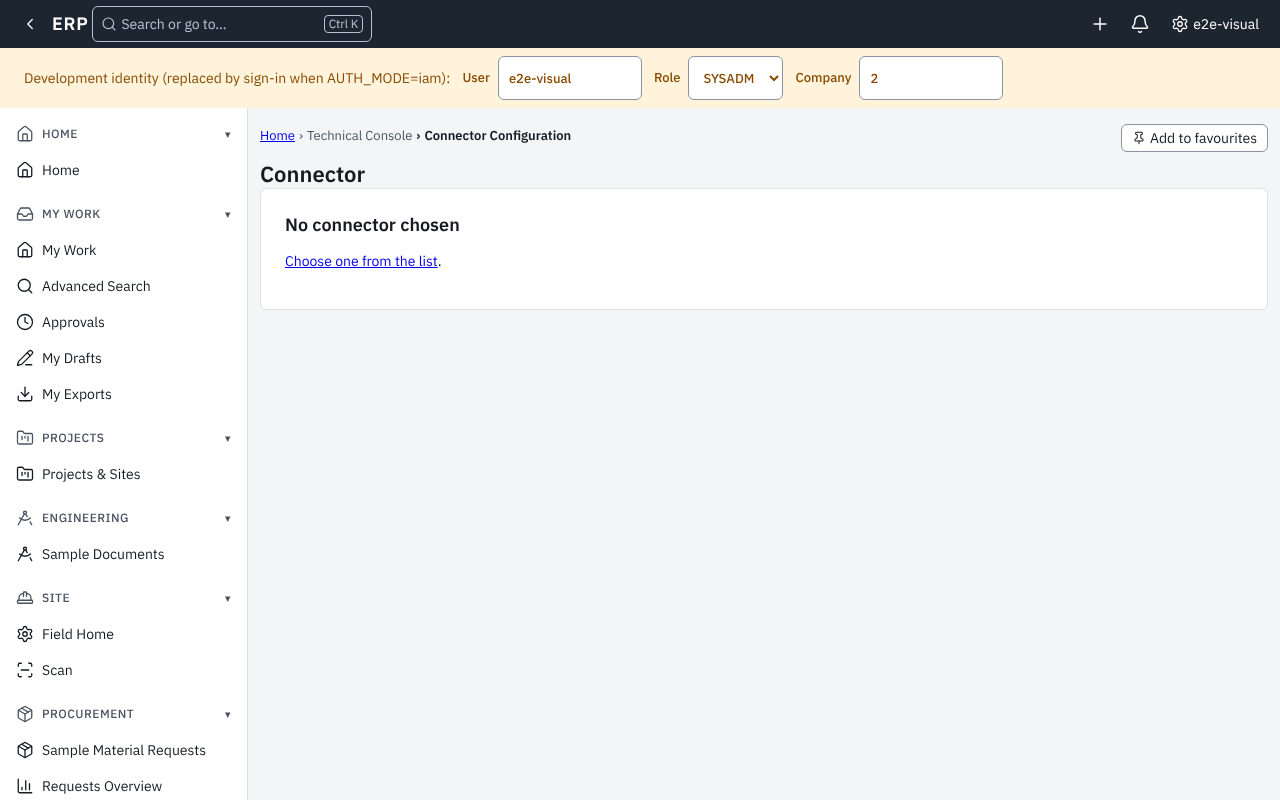 ERP Search or go to... Ctrl K e2e-visual
Development identity (replaced by sign-in when AUTH_MODE=iam): User e2e-visual Role SYSADM Company 2
HOME
Home
MY WORK
My Work
Advanced Search
Approvals
My Drafts
My Exports
PROJECTS
Projects & Sites
ENGINEERING
Sample Documents
SITE
Field Home
Scan
PROCUREMENT
Sample Material Requests
Requests Overview
Home › Technical Console › Connector Configuration
Add to favourites
Connector
No connector chosen
Choose one from the list.